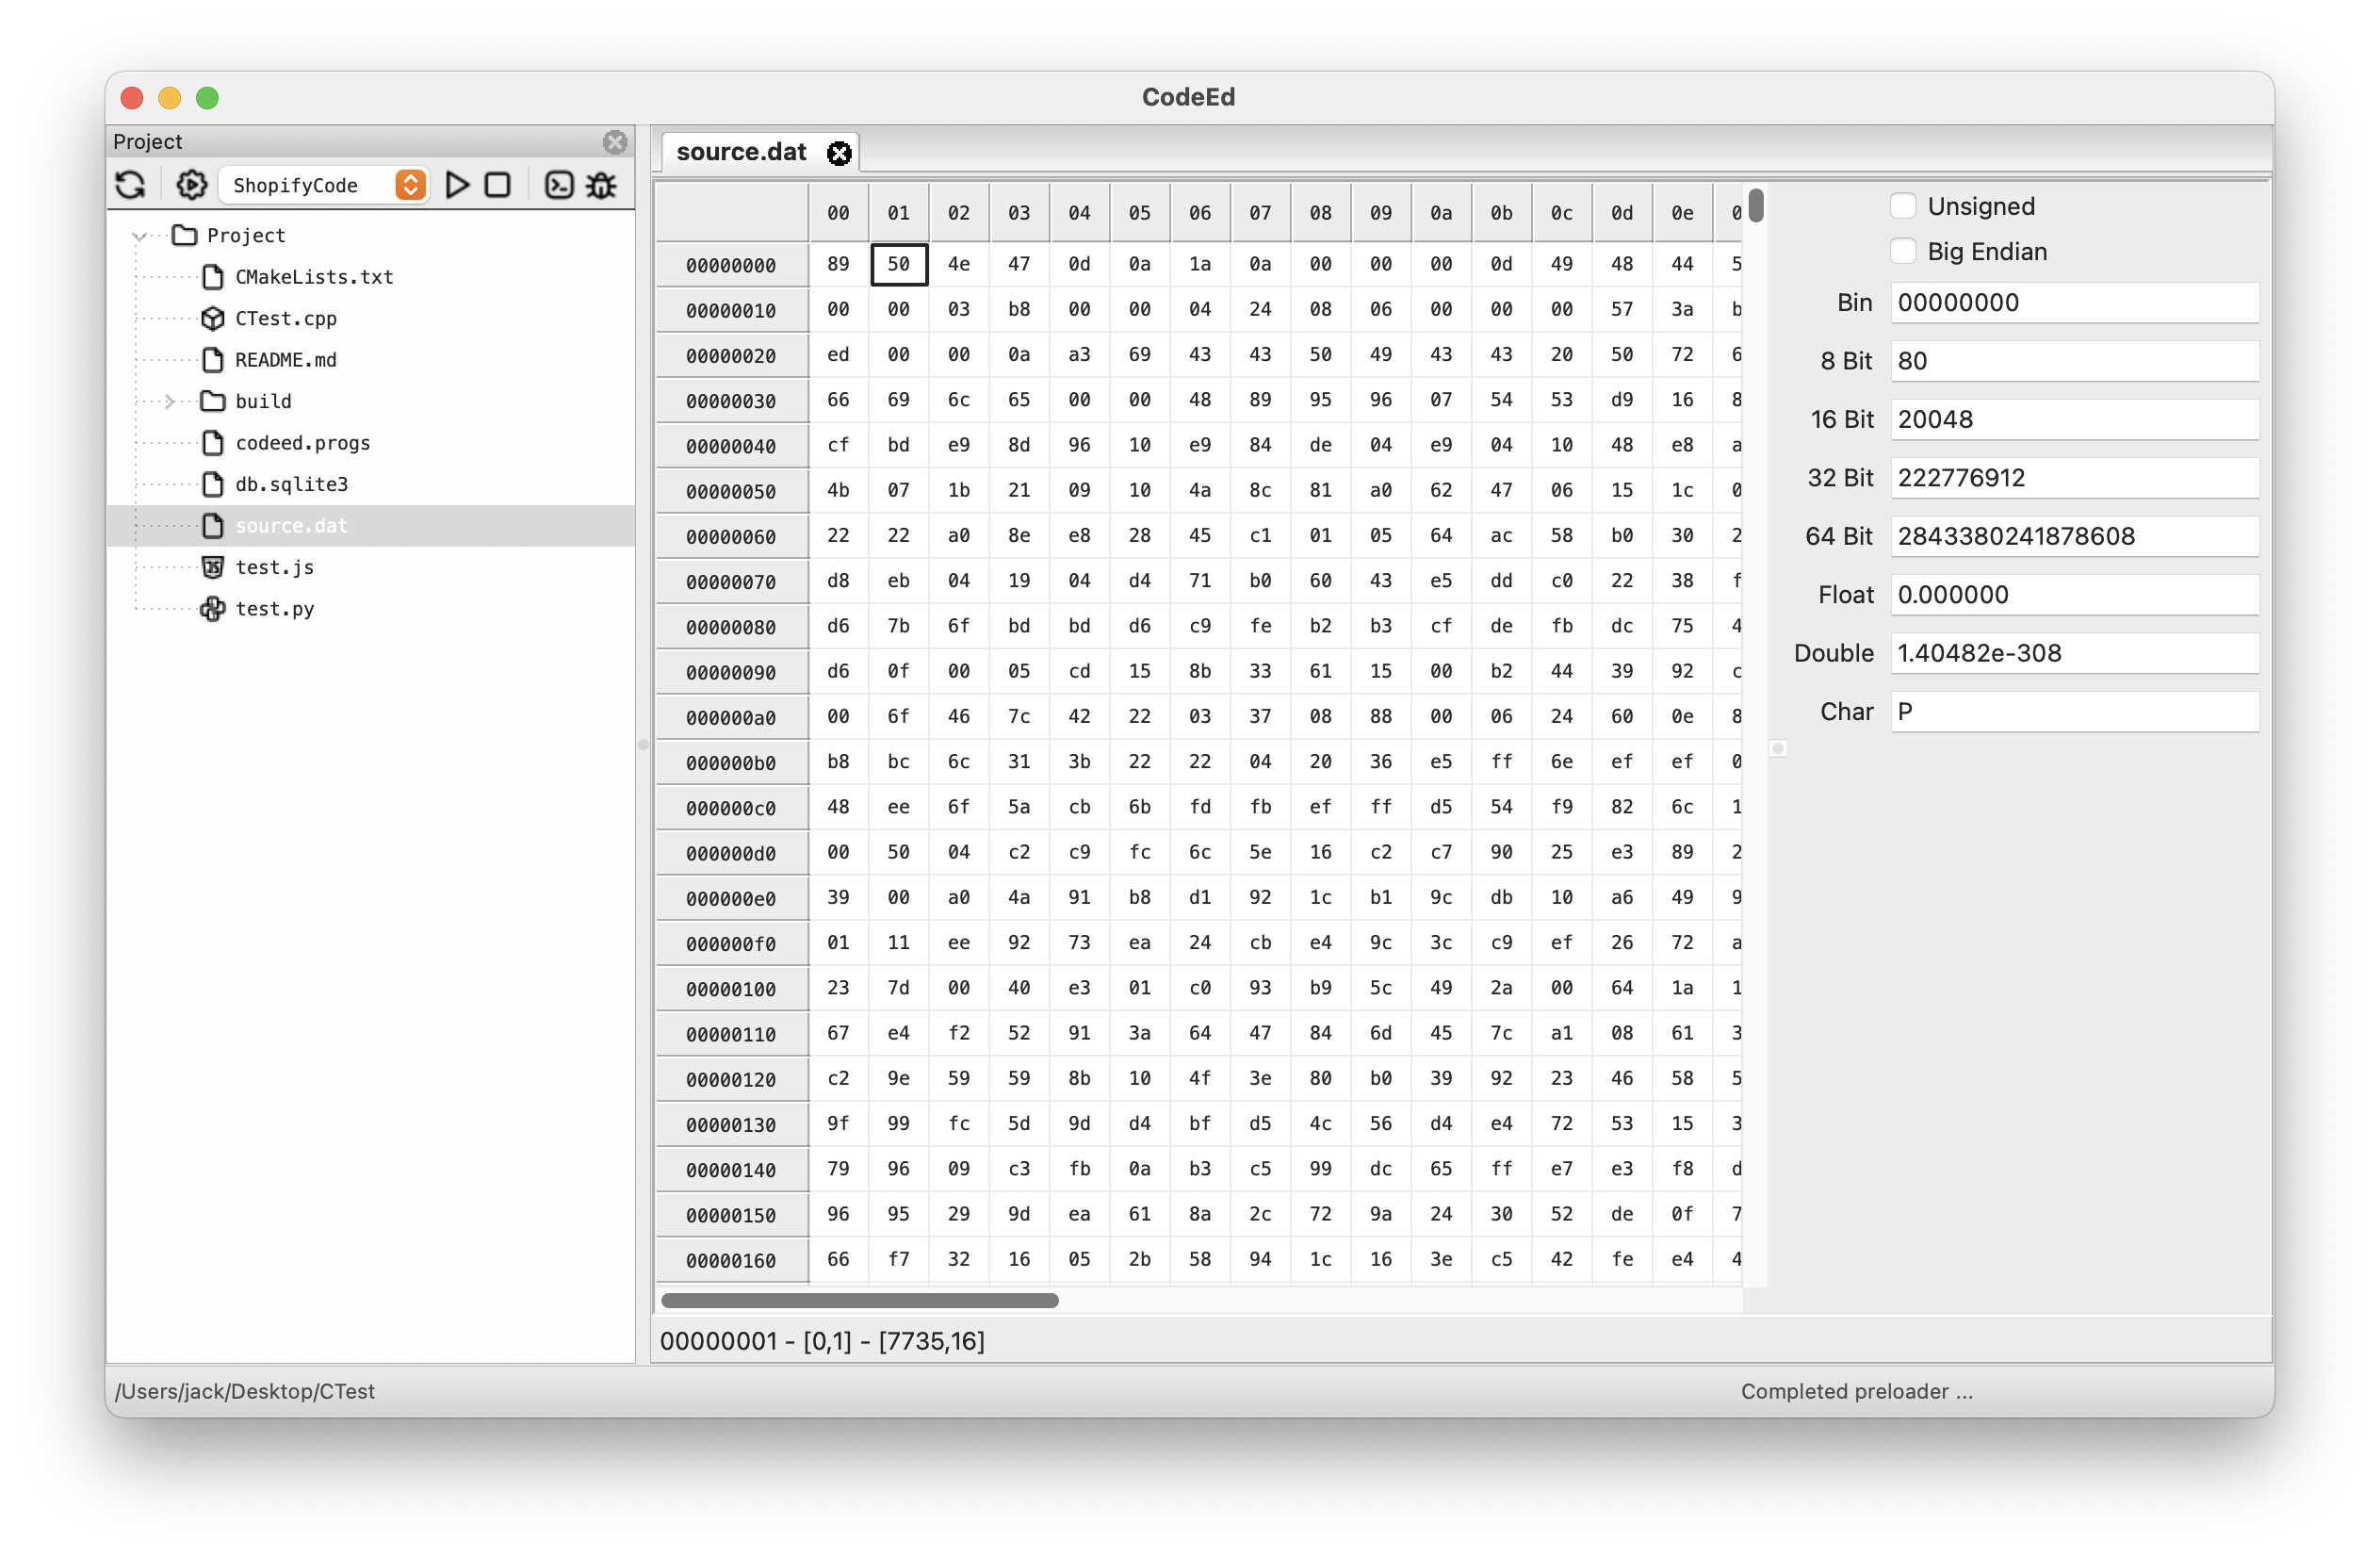 CodeEd
Project
ShopifyCode
Project
CMakeLists.txt
CTest.cpp
README.md
build
codeed.progs
db.sqlite3
source.dat
test.js
test.py
source.dat
00 01 02 03 04 05 06 07 08 09 0a 0b 0c 0d 0e 0
00000000 89 50 4e 47 0d 0a 1a 0a 00 00 00 0d 49 48 44 5
00000010 00 00 03 b8 00 00 04 24 08 06 00 00 00 57 3a b
00000020 ed 00 00 0a a3 69 43 43 50 49 43 43 20 50 72 6
00000030 66 69 6c 65 00 00 48 89 95 96 07 54 53 d9 16 8
00000040 cf bd e9 8d 96 10 e9 84 de 04 e9 04 10 48 e8 a
00000050 4b 07 1b 21 09 10 4a 8c 81 a0 62 47 06 15 1c 0
00000060 22 22 a0 8e e8 28 45 c1 01 05 64 ac 58 b0 30 2
00000070 d8 eb 04 19 04 d4 71 b0 60 43 e5 dd c0 22 38 f
00000080 d6 7b 6f bd bd d6 c9 fe b2 b3 cf de fb dc 75 4
00000090 d6 0f 00 05 cd 15 8b 33 61 15 00 b2 44 39 92 c
000000a0 00 6f 46 7c 42 22 03 37 08 88 00 06 24 60 0e 8
000000b0 b8 bc 6c 31 3b 22 22 04 20 36 e5 ff 6e ef ef 0
000000c0 48 ee 6f 5a cb 6b fd fb ef ff d5 54 f9 82 6c 1
000000d0 00 50 04 c2 c9 fc 6c 5e 16 c2 c7 90 25 e3 89 2
000000e0 39 00 a0 4a 91 b8 d1 92 1c b1 9c db 10 a6 49 9
000000f0 01 11 ee 92 73 ea 24 cb e4 9c 3c c9 ef 26 72 a
00000100 23 7d 00 40 e3 01 c0 93 b9 5c 49 2a 00 64 1a 1
00000110 67 e4 f2 52 91 3a 64 47 84 6d 45 7c a1 08 61 3
00000120 c2 9e 59 59 8b 10 4f 3e 80 b0 39 92 23 46 58 5
00000130 9f 99 fc 5d 9d d4 bf d5 4c 56 d4 e4 72 53 15 3
00000140 79 96 09 c3 fb 0a b3 c5 99 dc 65 ff e7 e3 f8 d
00000150 96 95 29 9d ea 61 8a 2c 72 9a 24 30 52 de 0f 7
00000160 66 f7 32 16 05 2b 58 94 1c 16 3e c5 42 fe e4 4
Unsigned
Big Endian
Bin 00000000
8 Bit 80
16 Bit 20048
32 Bit 222776912
64 Bit 2843380241878608
Float 0.000000
Double 1.40482e-308
Char P
00000001 - [0,1] - [7735,16]
/Users/jack/Desktop/CTest
Completed preloader ...